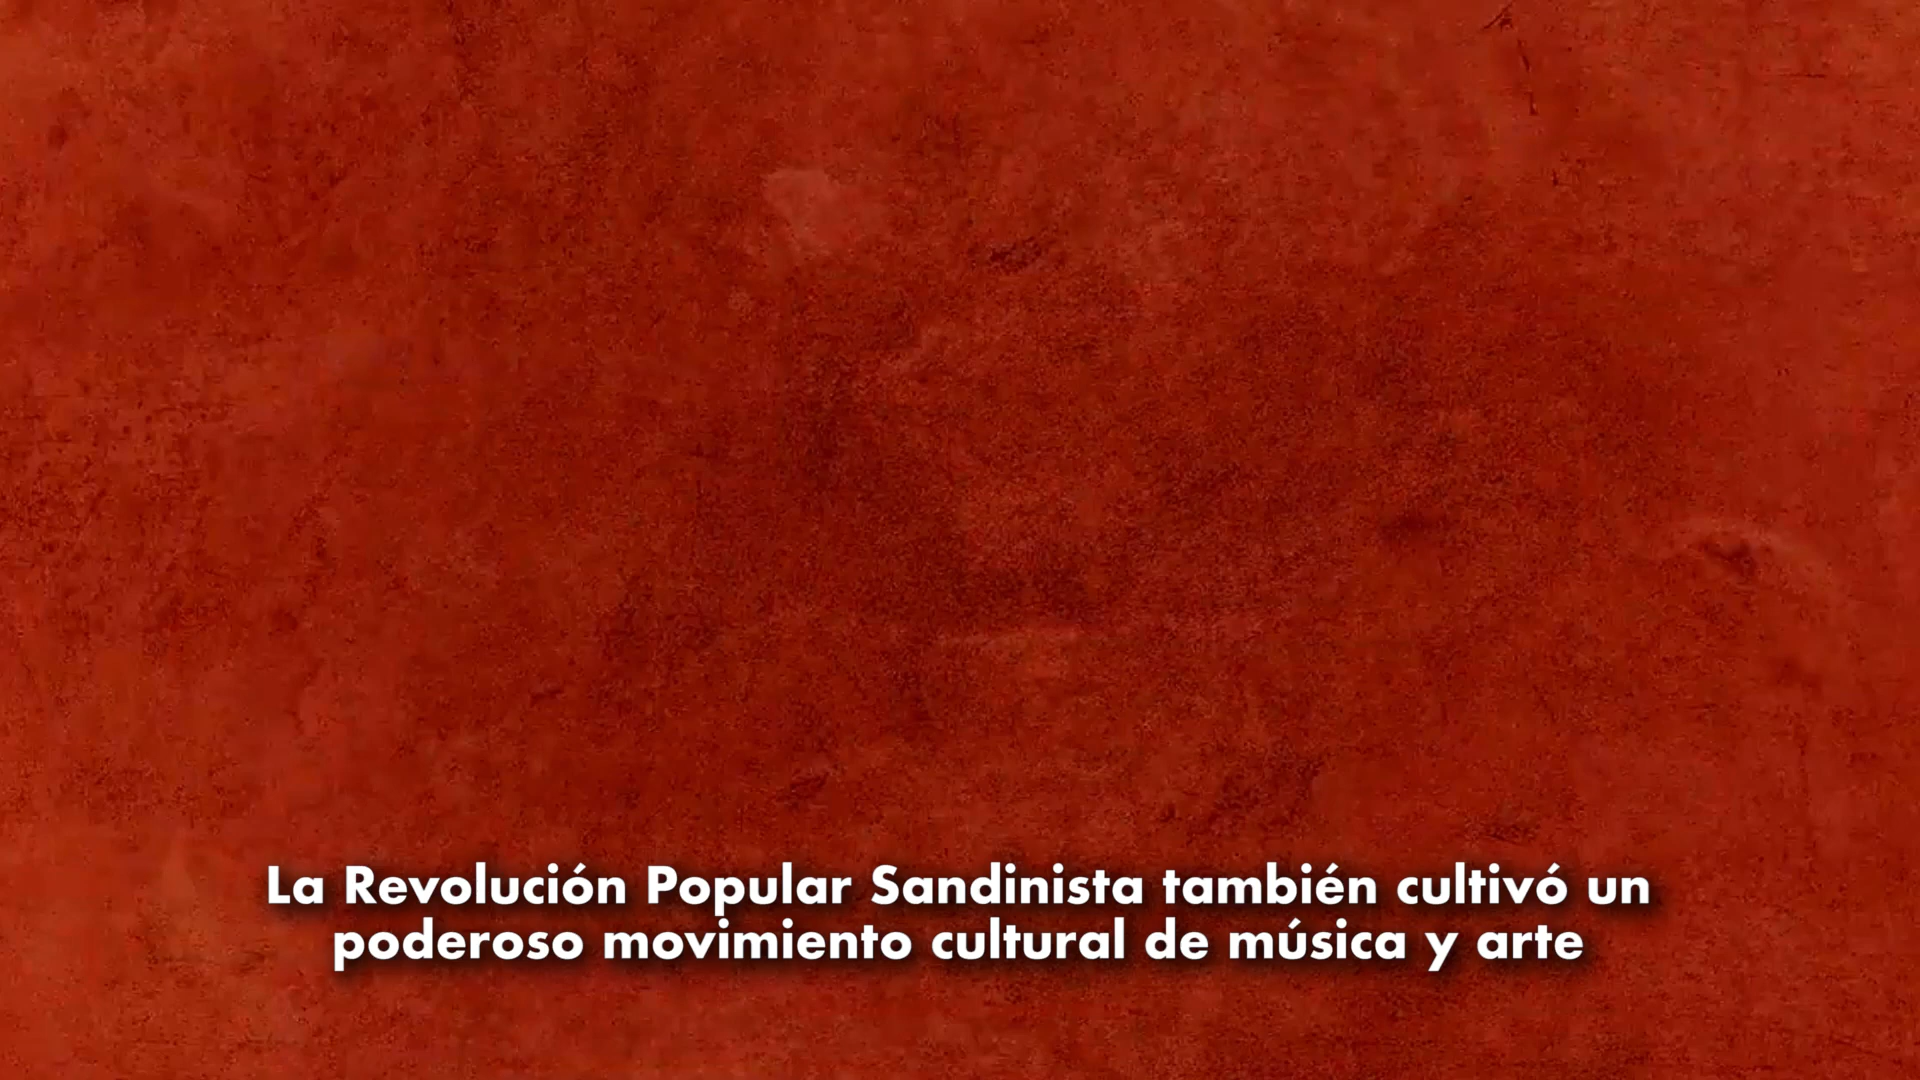 La Revolución Popular Sandinista también cultivó un
poderoso movimiento cultural de música y arte